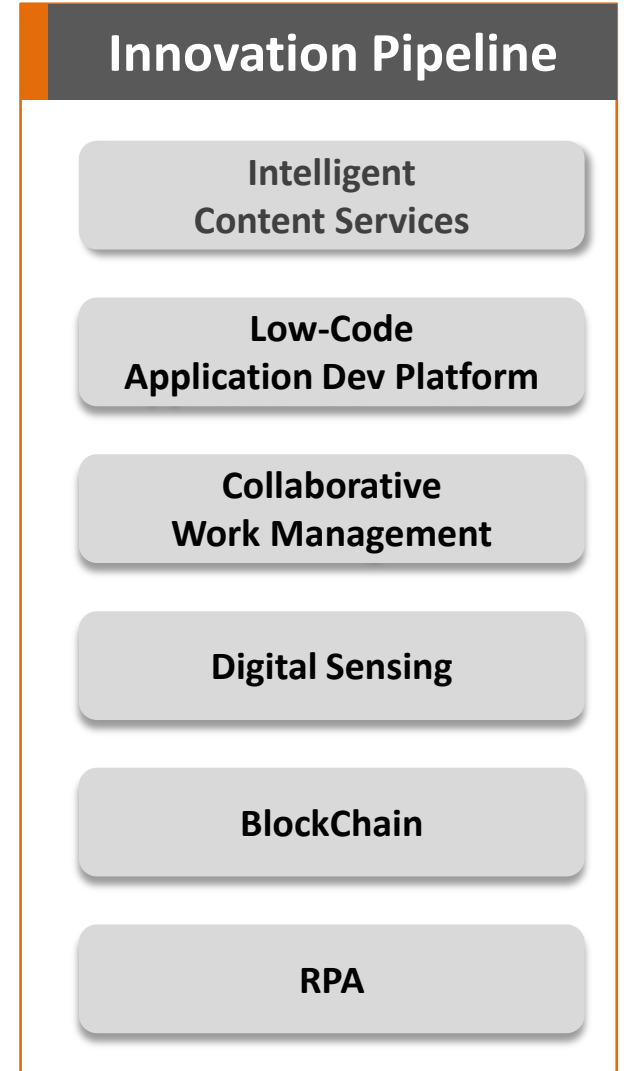 Innovation Pipeline
Intelligent
Content Services
Low-Code
Application Dev Platform
Collaborative
Work Management
Digital Sensing
BlockChain
RPA